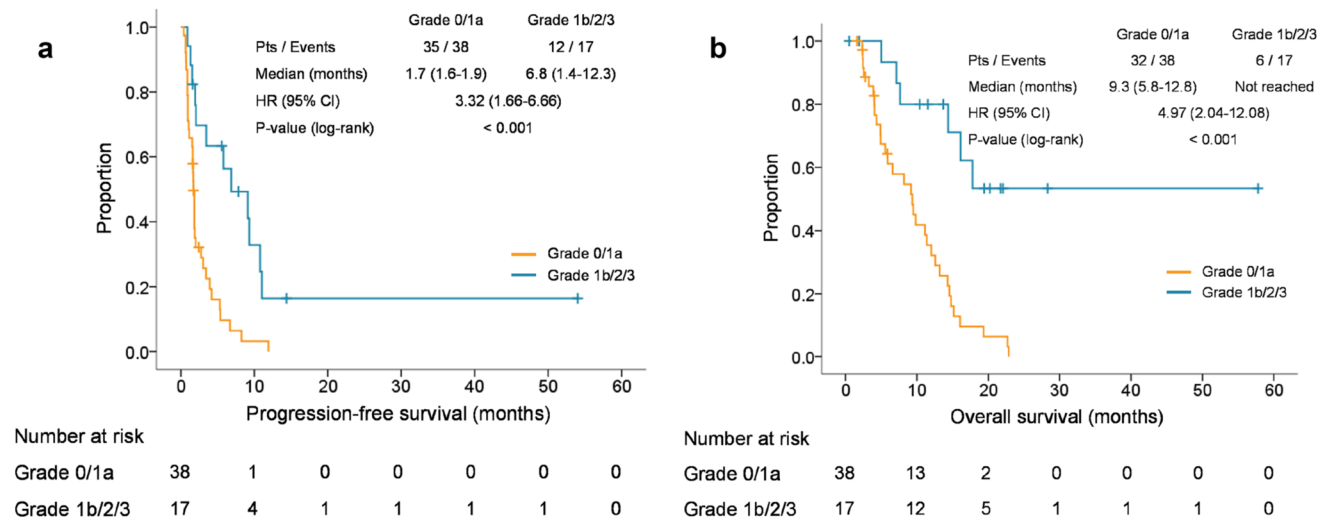 a
Grade 0/1a Grade 1b/2/3
Pts / Events 35 / 38 12 / 17
Median (months) 1.7 (1.6-1.9) 6.8 (1.4-12.3)
HR (95% CI) 3.32 (1.66-6.66)
P-value (log-rank) < 0.001
Proportion
1.0
0.8
0.6
0.4
0.2
0.0
Grade 0/1a
Grade 1b/2/3
0 10 20 30 40 50 60
Progression-free survival (months)
Number at risk
Grade 0/1a 38 1 0 0 0 0 0
Grade 1b/2/3 17 4 1 1 1 1 0
b
Grade 0/1a Grade 1b/2/3
Pts / Events 32 / 38 6 / 17
Median (months) 9.3 (5.8-12.8) Not reached
HR (95% CI) 4.97 (2.04-12.08)
P-value (log-rank) < 0.001
Proportion
1.0
0.8
0.6
0.4
0.2
0.0
Grade 0/1a
Grade 1b/2/3
0 10 20 30 40 50 60
Overall survival (months)
Number at risk
Grade 0/1a 38 13 2 0 0 0 0
Grade 1b/2/3 17 12 5 1 1 1 0